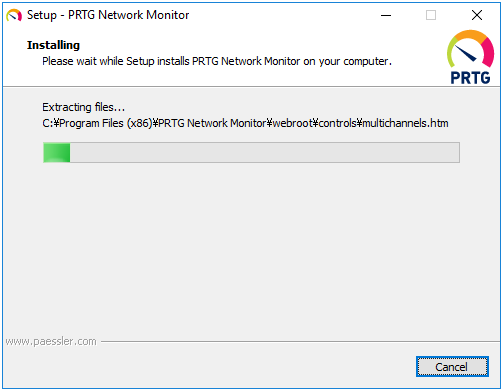 Setup - PRTG Network Monitor
Installing
Please wait while Setup installs PRTG Network Monitor on your computer.
PRTG
Extracting files...
C:¥Program Files (x86)¥PRTG Network Monitor¥webroot¥controls¥multichannels.htm
www.paessler.com
Cancel